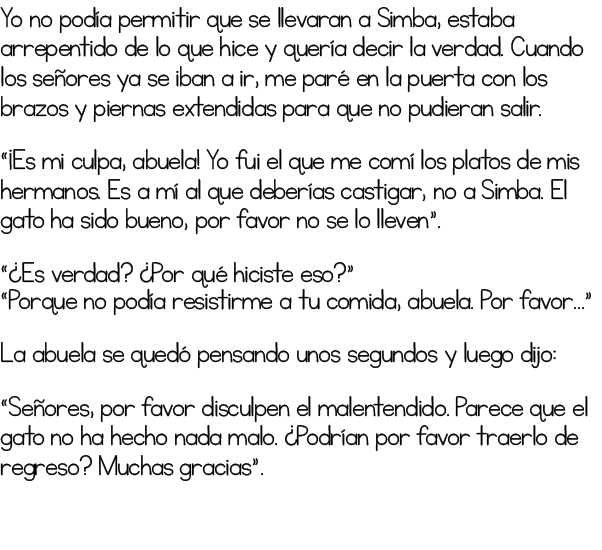 Yo no podía permitir que se llevaran a Simba, estaba
arrepentido de lo que hice y quería decir la verdad. Cuando
los señores ya se iban a ir, me paré en la puerta con los
brazos y piernas extendidas para que no pudieran salir.
“¡Es mi culpa, abuela! Yo fui el que me comí los platos de mis
hermanos. Es a mí al que deberías castigar, no a Simba. El
gato ha sido bueno, por favor no se lo lleven”.
“¿Es verdad? ¿Por qué hiciste eso?”
“Porque no podía resistirme a tu comida, abuela. Por favor...”
La abuela se quedó pensando unos segundos y luego dijo:
“Señores, por favor disculpen el malentendido. Parece que el
gato no ha hecho nada malo. ¿Podrían por favor traerlo de
regreso? Muchas gracias”.